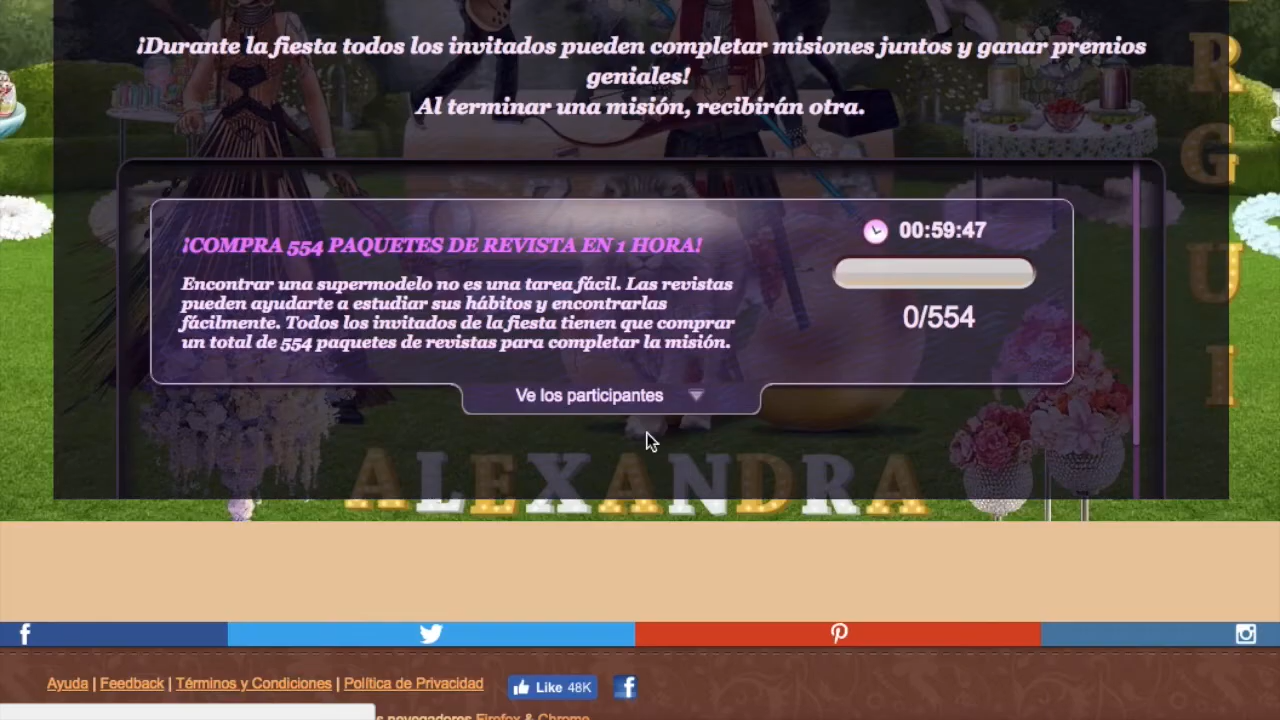 ¡Durante la fiesta todos los invitados pueden completar misiones juntos y ganar premios
geniales!
Al terminar una misión, recibirán otra.
¡COMPRA 554 PAQUETES DE REVISTA EN 1 HORA!
Encontrar una supermodelo no es una tarea fácil. Las revistas
pueden ayudarte a estudiar sus hábitos y encontrarlas
fácilmente. Todos los invitados de la fiesta tienen que comprar
un total de 554 paquetes de revistas para completar la misión.
00:59:47
0/554
Ve los participantes
ALEXANDRA
R
G
U
I
Ayuda | Feedback | Términos y Condiciones | Política de Privacidad
Like 48K
navegadores Firefox & Chrome